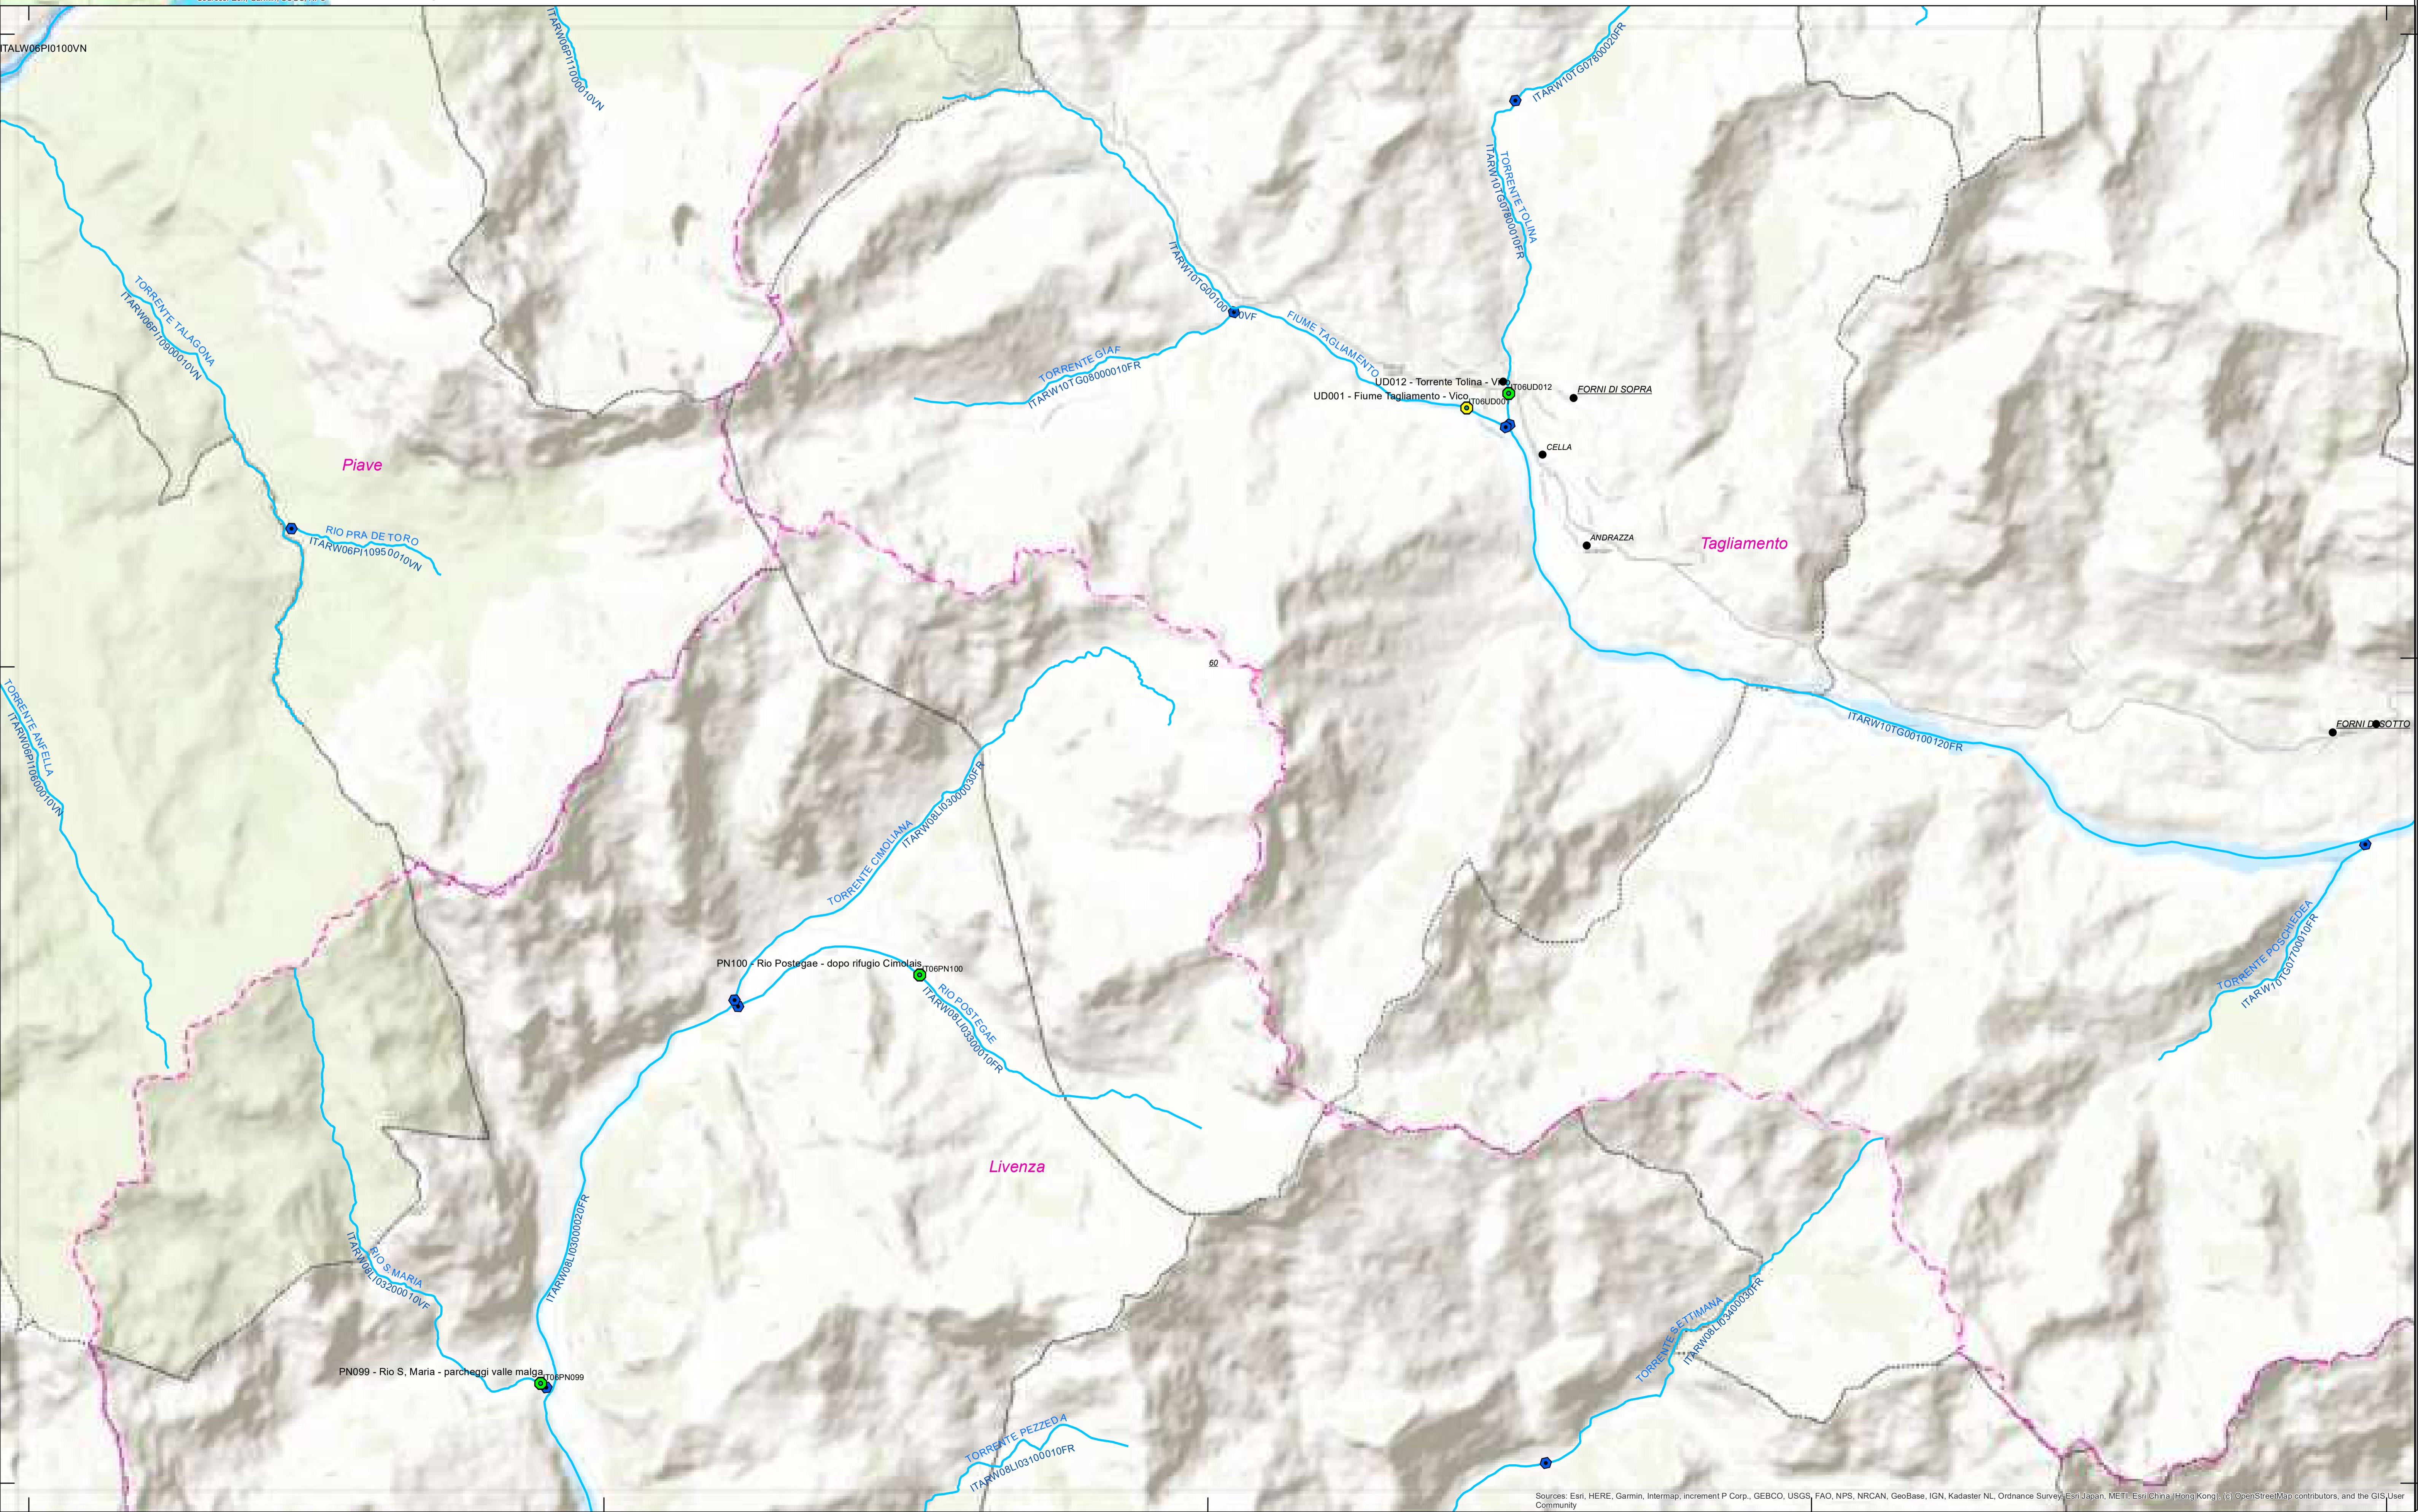 ITALW06PI0100VN
ITARW06PI11000010VN
ITARW10TG07800020FR
TORRENTE TOLINA
ITARW10TG07800010FR
TORRENTE TALAGONA
ITARW06PI10900010VN
FIUME TAGLIAMENTO
TORRENTE GIAF
ITARW10TG08000010FR
UD012 - Torrente Tolina - Vico
IT06UD012
FORNI DI SOPRA
UD001 - Fiume Tagliamento - Vico
IT06UD001
CELLA
Piave
RIO PRA DE TORO
ITARW06PI10950010VN
ANDRAZZA
Tagliamento
60
TORRENTE ANFELLA
ITARW06PI10600010VN
ITARW10TG00100120FR
FORNI DI SOTTO
TORRENTE CIMOLIANA
ITARW08LI03000030FR
TORRENTE POSCHIEDEA
ITARW10TG07700010FR
PN100 - Rio Postegae - dopo rifugio Cimolais
IT06PN100
RIO POSTEGAE
ITARW08LI03300010FR
Livenza
ITARW08LI03000020FR
RIO S.MARIA
ITARW08LI03200010VF
TORRENTE SETTIMANA
ITARW08LI03400030FR
PN099 - Rio S, Maria - parcheggi valle malga
IT06PN099
TORRENTE PEZZEDA
ITARW08LI03100010FR
Sources: Esri, HERE, Garmin, Intermap, increment P Corp., GEBCO, USGS, FAO, NPS, NRCAN, GeoBase, IGN, Kadaster NL, Ordnance Survey, Esri Japan, METI, Esri China (Hong Kong), (c) OpenStreetMap contributors, and the GIS User
Community